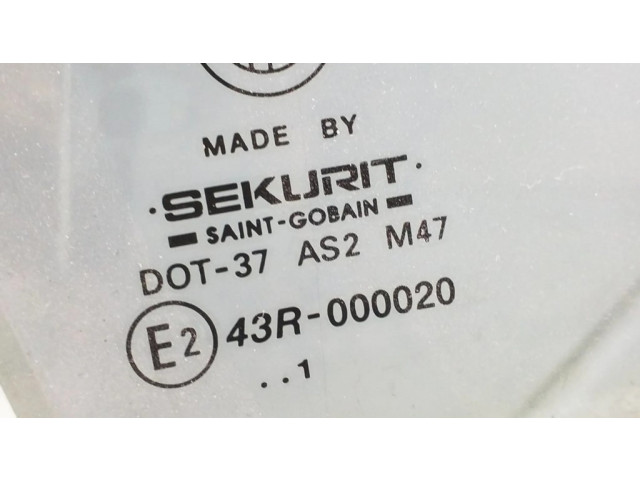 MADE BY
·SEKURIT·
SAINT-GOBAIN
DOT-37 AS2 M47
E2 43R-000020
..1